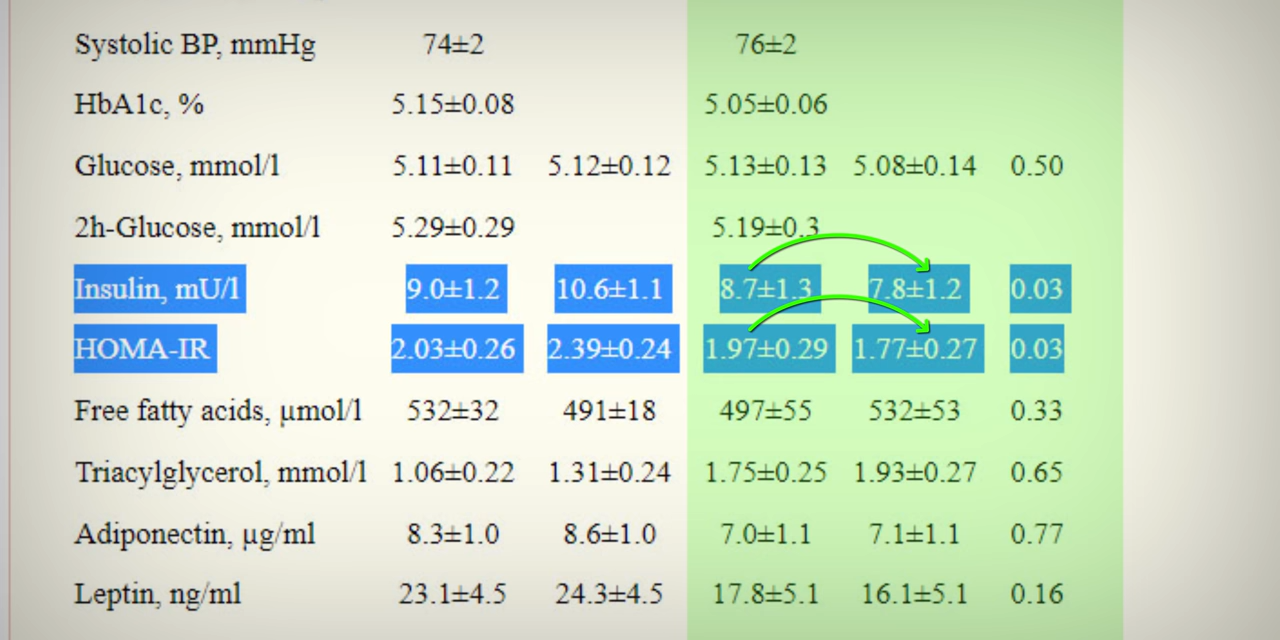 Systolic BP, mmHg 74±2 76±2
HbA1c, % 5.15±0.08 5.05±0.06
Glucose, mmol/l 5.11±0.11 5.12±0.12 5.13±0.13 5.08±0.14 0.50
2h-Glucose, mmol/l 5.29±0.29 5.19±0.3
Insulin, mU/l 9.0±1.2 10.6±1.1 8.7±1.3 7.8±1.2 0.03
HOMA-IR 2.03±0.26 2.39±0.24 1.97±0.29 1.77±0.27 0.03
Free fatty acids, µmol/l 532±32 491±18 497±55 532±53 0.33
Triacylglycerol, mmol/l 1.06±0.22 1.31±0.24 1.75±0.25 1.93±0.27 0.65
Adiponectin, µg/ml 8.3±1.0 8.6±1.0 7.0±1.1 7.1±1.1 0.77
Leptin, ng/ml 23.1±4.5 24.3±4.5 17.8±5.1 16.1±5.1 0.16